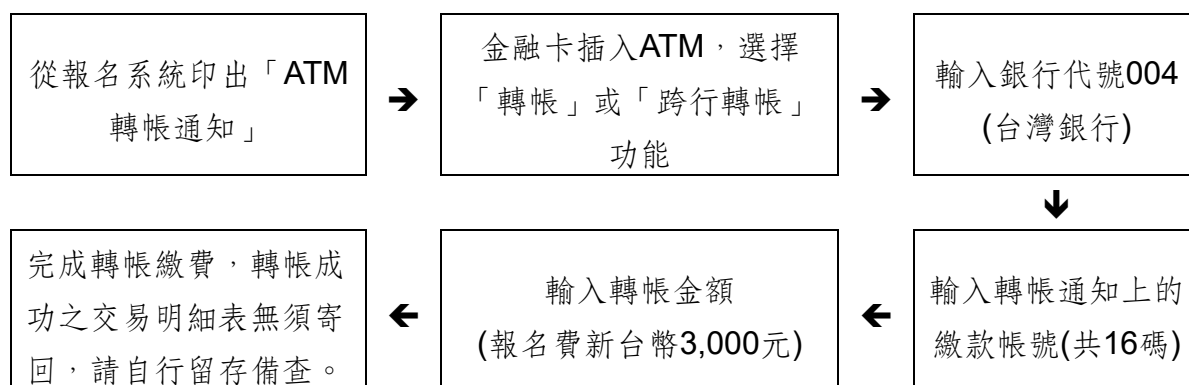 從報名系統印出「ATM
轉帳通知」
金融卡插入ATM，選擇
「轉帳」或「跨行轉帳」
功能
輸入銀行代號004
(台灣銀行)
輸入轉帳通知上的
繳款帳號(共16碼)
輸入轉帳金額
(報名費新台幣3,000元)
完成轉帳繳費，轉帳成
功之交易明細表無須寄
回，請自行留存備查。